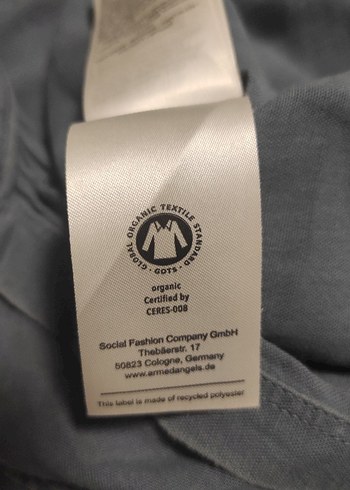 GLOBAL ORGANIC TEXTILE STANDARD · GOTS ·
organic
Certified by
CERES-008
Social Fashion Company GmbH
Thebäerstr. 17
50823 Cologne, Germany
www.armedangels.de
This label is made of recycled polyester